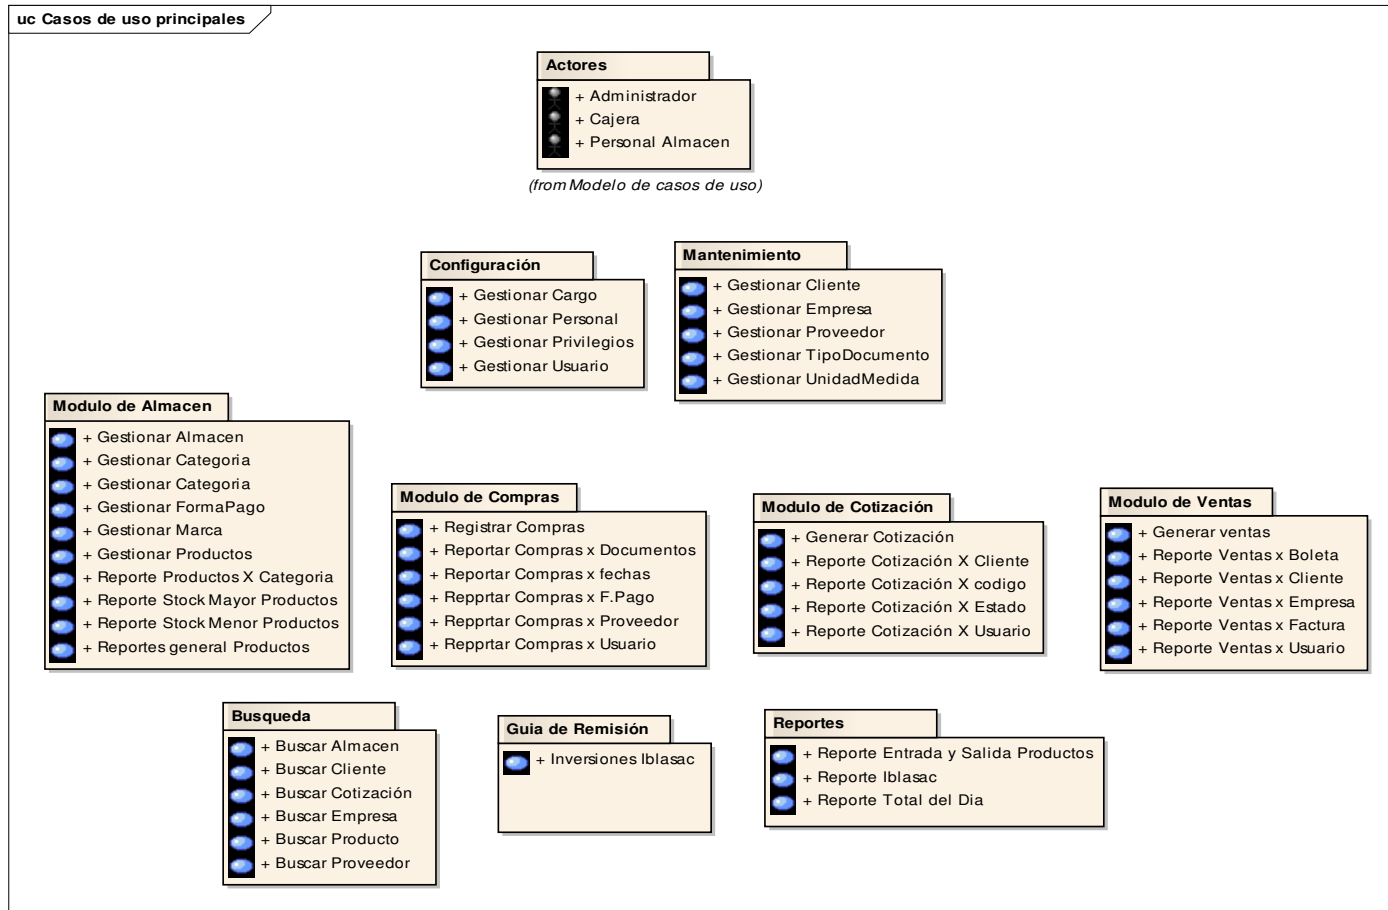 uc Casos de uso principales
Actores
+ Administrador
+ Cajera
+ Personal Almacen
(from Modelo de casos de uso)
Configuración
+ Gestionar Cargo
+ Gestionar Personal
+ Gestionar Privilegios
+ Gestionar Usuario
Mantenimiento
+ Gestionar Cliente
+ Gestionar Empresa
+ Gestionar Proveedor
+ Gestionar TipoDocumento
+ Gestionar UnidadMedida
Modulo de Almacen
+ Gestionar Almacen
+ Gestionar Categoria
+ Gestionar Categoria
+ Gestionar FormaPago
+ Gestionar Marca
+ Gestionar Productos
+ Reporte Productos X Categoria
+ Reporte Stock Mayor Productos
+ Reporte Stock Menor Productos
+ Reportes general Productos
Modulo de Compras
+ Registrar Compras
+ Reportar Compras x Documentos
+ Reportar Compras x fechas
+ Repprtar Compras x F.Pago
+ Repprtar Compras x Proveedor
+ Repprtar Compras x Usuario
Modulo de Cotización
+ Generar Cotización
+ Reporte Cotización X Cliente
+ Reporte Cotización X codigo
+ Reporte Cotización X Estado
+ Reporte Cotización X Usuario
Modulo de Ventas
+ Generar ventas
+ Reporte Ventas x Boleta
+ Reporte Ventas x Cliente
+ Reporte Ventas x Empresa
+ Reporte Ventas x Factura
+ Reporte Ventas x Usuario
Busqueda
+ Buscar Almacen
+ Buscar Cliente
+ Buscar Cotización
+ Buscar Empresa
+ Buscar Producto
+ Buscar Proveedor
Guia de Remisión
+ Inversiones Iblasac
Reportes
+ Reporte Entrada y Salida Productos
+ Reporte Iblasac
+ Reporte Total del Dia